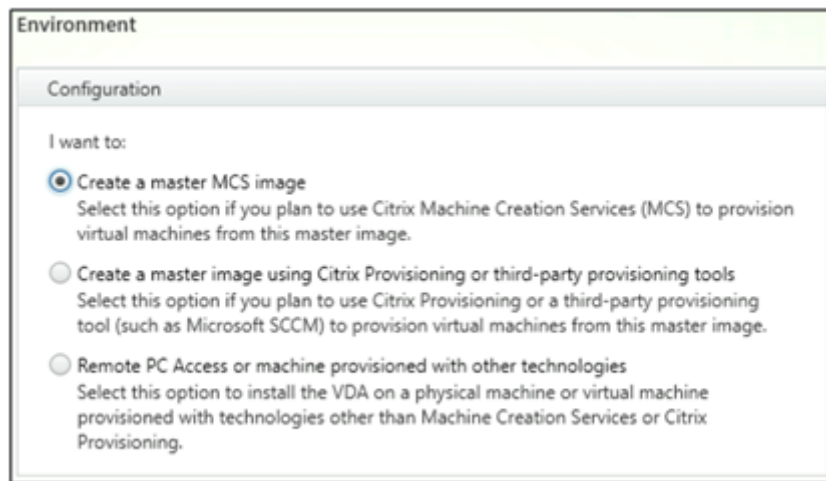 Environment
Configuration
I want to:
Create a master MCS image
Select this option if you plan to use Citrix Machine Creation Services (MCS) to provision
virtual machines from this master image.
Create a master image using Citrix Provisioning or third-party provisioning tools
Select this option if you plan to use Citrix Provisioning or a third-party provisioning
tool (such as Microsoft SCCM) to provision virtual machines from this master image.
Remote PC Access or machine provisioned with other technologies
Select this option to install the VDA on a physical machine or virtual machine
provisioned with technologies other than Machine Creation Services or Citrix
Provisioning.